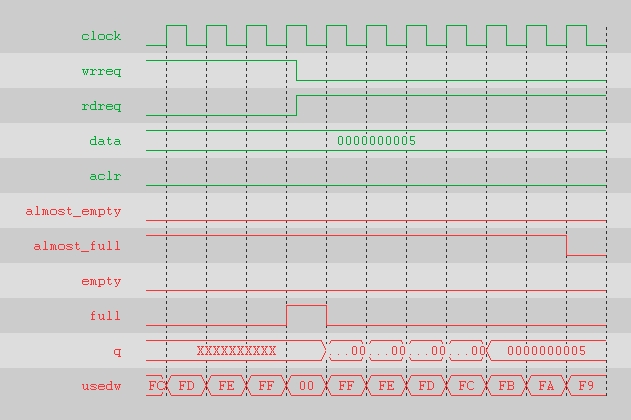 clock
wrreq
rdreq
data 0000000005
aclr
almost_empty
almost_full
empty
full
q XXXXXXXXXX ...00 ...00 ...00 ...00 0000000005
usedw FC FD FE FF 00 FF FE FD FC FB FA F9